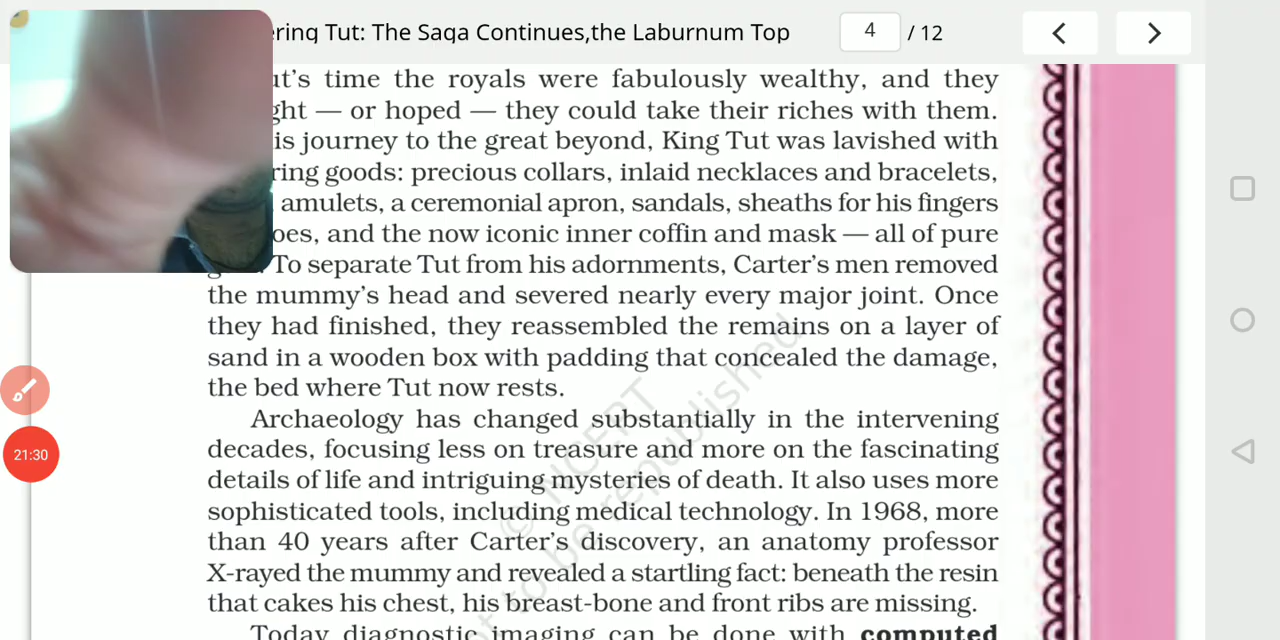 ering Tut: The Saga Continues,the Laburnum Top
4 / 12
ut's time the royals were fabulously wealthy, and they
ght — or hoped — they could take their riches with them.
is journey to the great beyond, King Tut was lavished with
ring goods: precious collars, inlaid necklaces and bracelets,
amulets, a ceremonial apron, sandals, sheaths for his fingers
oes, and the now iconic inner coffin and mask — all of pure
To separate Tut from his adornments, Carter's men removed
the mummy's head and severed nearly every major joint. Once
they had finished, they reassembled the remains on a layer of
sand in a wooden box with padding that concealed the damage,
the bed where Tut now rests.
Archaeology has changed substantially in the intervening
decades, focusing less on treasure and more on the fascinating
details of life and intriguing mysteries of death. It also uses more
sophisticated tools, including medical technology. In 1968, more
than 40 years after Carter's discovery, an anatomy professor
X-rayed the mummy and revealed a startling fact: beneath the resin
that cakes his chest, his breast-bone and front ribs are missing.
Today diagnostic imaging can be done with computed
21:30
© NCERT
not to be republished